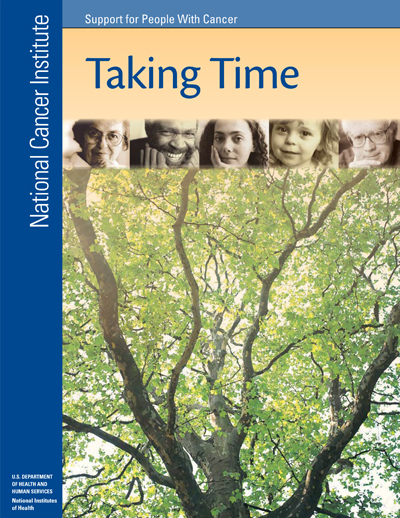 National Cancer Institute
Support for People With Cancer
Taking Time
U.S. DEPARTMENT
OF HEALTH AND
HUMAN SERVICES
National Institutes
of Health